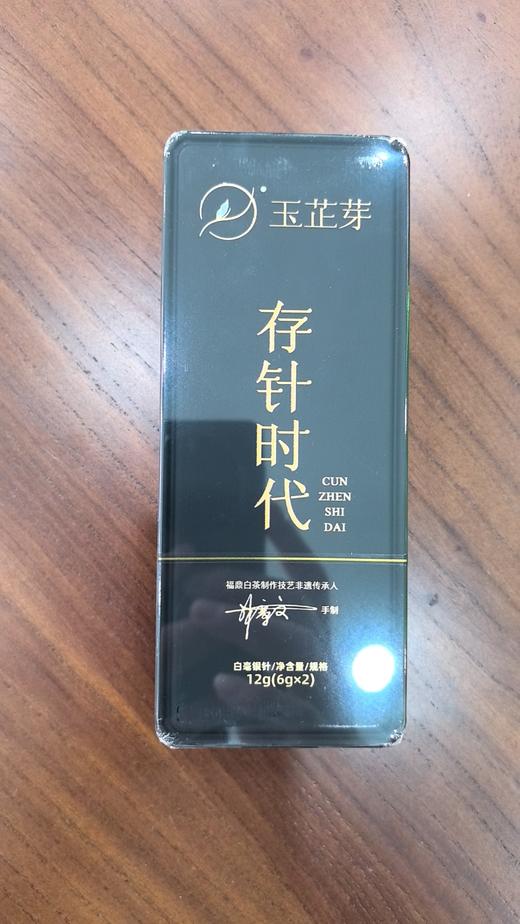 玉芷芽
存针时代
CUN
ZHEN
SHI
DAI
福鼎白茶制作技艺非遗传承人
手制
白毫银针/净含量/规格
12g(6g×2)